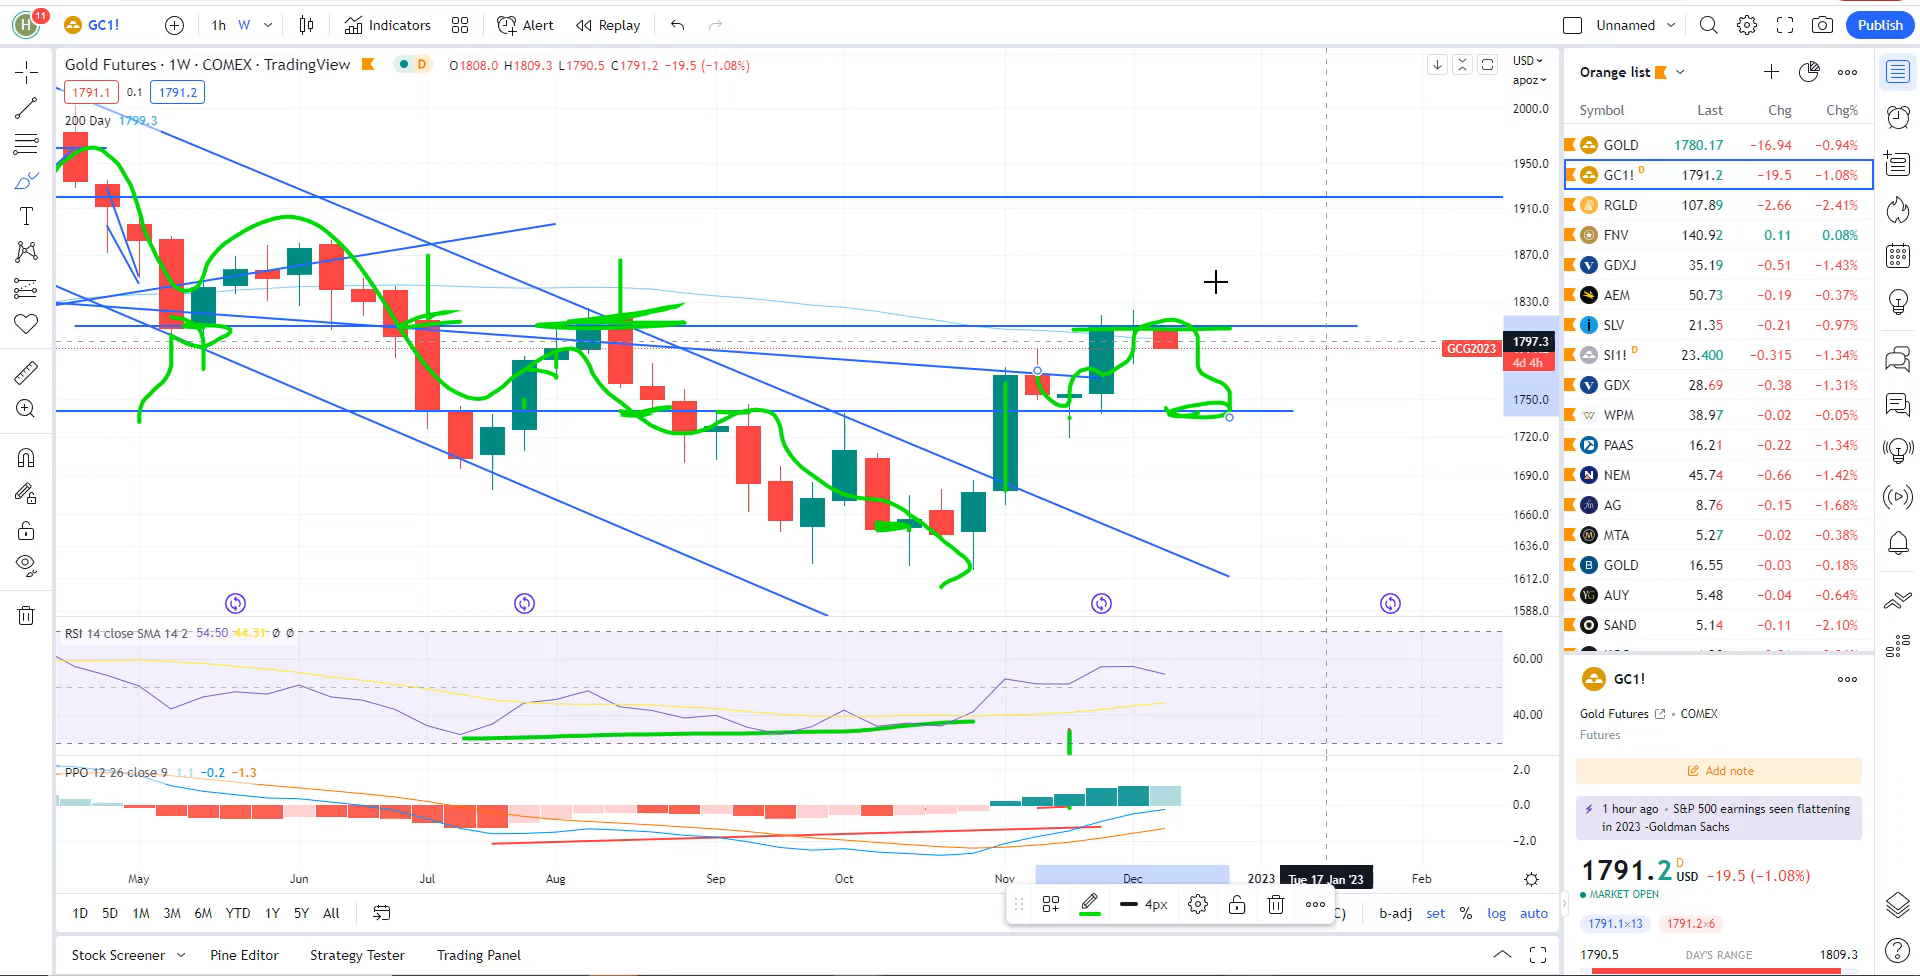 H 11 GC1! 1h W Indicators Alert Replay Unnamed Publish
Gold Futures · 1W · COMEX · TradingView D O1808.0 H1809.3 L1790.5 C1791.2 −19.5 (−1.08%)
1791.1 0.1 1791.2
200 Day 1799.3
USD
apoz
2000.0
1950.0
1910.0
1870.0
1830.0
1797.3
GCG2023
4d 4h
1750.0
1720.0
1690.0
1660.0
1636.0
1612.0
1588.0
RSI 14 close SMA 14 2 54.50 44.31 Ø Ø
60.00
40.00
PPO 12 26 close 9 1.1 −0.2 −1.3
2.0
0.0
−2.0
May Jun Jul Aug Sep Oct Nov Dec 2023 Tue 17 Jan '23 Feb
1D 5D 1M 3M 6M YTD 1Y 5Y All 4px C) b-adj set % log auto
Stock Screener Pine Editor Strategy Tester Trading Panel
Orange list
Symbol Last Chg Chg%
GOLD 1780.17 −16.94 −0.94%
GC1! D 1791.2 −19.5 −1.08%
RGLD 107.89 −2.66 −2.41%
FNV 140.92 0.11 0.08%
GDXJ 35.19 −0.51 −1.43%
AEM 50.73 −0.19 −0.37%
SLV 21.35 −0.21 −0.97%
SI1! D 23.400 −0.315 −1.34%
GDX 28.69 −0.38 −1.31%
WPM 38.97 −0.02 −0.05%
PAAS 16.21 −0.22 −1.34%
NEM 45.74 −0.66 −1.42%
AG 8.76 −0.15 −1.68%
MTA 5.27 −0.02 −0.38%
GOLD 16.55 −0.03 −0.18%
AUY 5.48 −0.04 −0.64%
SAND 5.14 −0.11 −2.10%
GC1!
Gold Futures • COMEX
Futures
Add note
1 hour ago • S&P 500 earnings seen flattening
in 2023 -Goldman Sachs
1791.2 D USD −19.5 (−1.08%)
MARKET OPEN
1791.1×13 1791.2×6
1790.5 DAY'S RANGE 1809.3